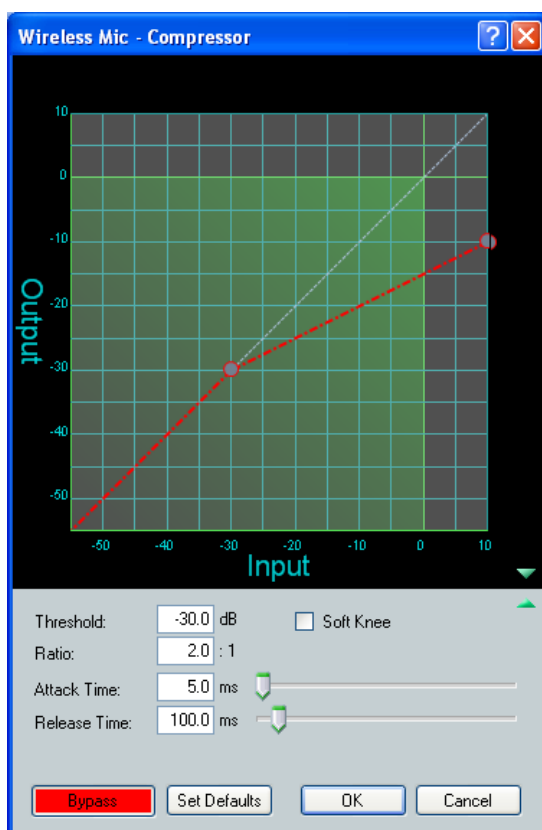 Wireless Mic - Compressor
?
10
0
-10
-20
-30
-40
-50
Output
-50 -40 -30 -20 -10 0 10
Input
Threshold: -30.0 dB Soft Knee
Ratio: 2.0 : 1
Attack Time: 5.0 ms
Release Time: 100.0 ms
Bypass Set Defaults OK Cancel